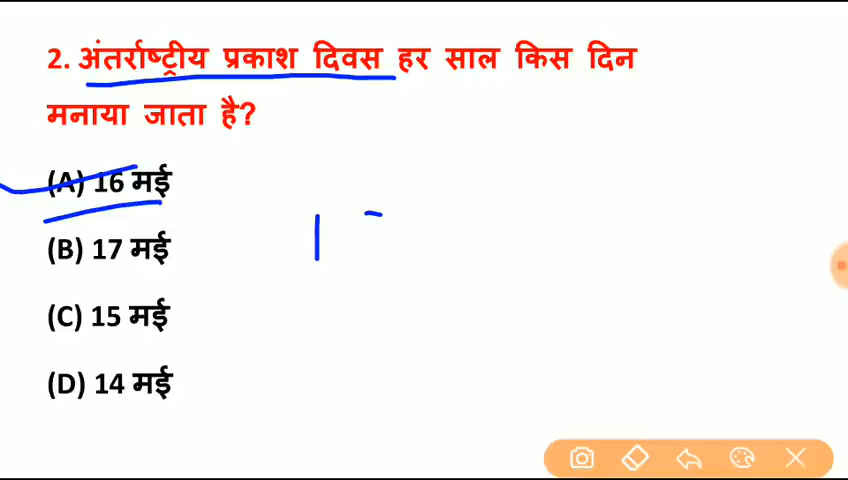 2. अंतर्राष्ट्रीय प्रकाश दिवस हर साल किस दिन
मनाया जाता है?
(A) 16 मई
(B) 17 मई
(C) 15 मई
(D) 14 मई